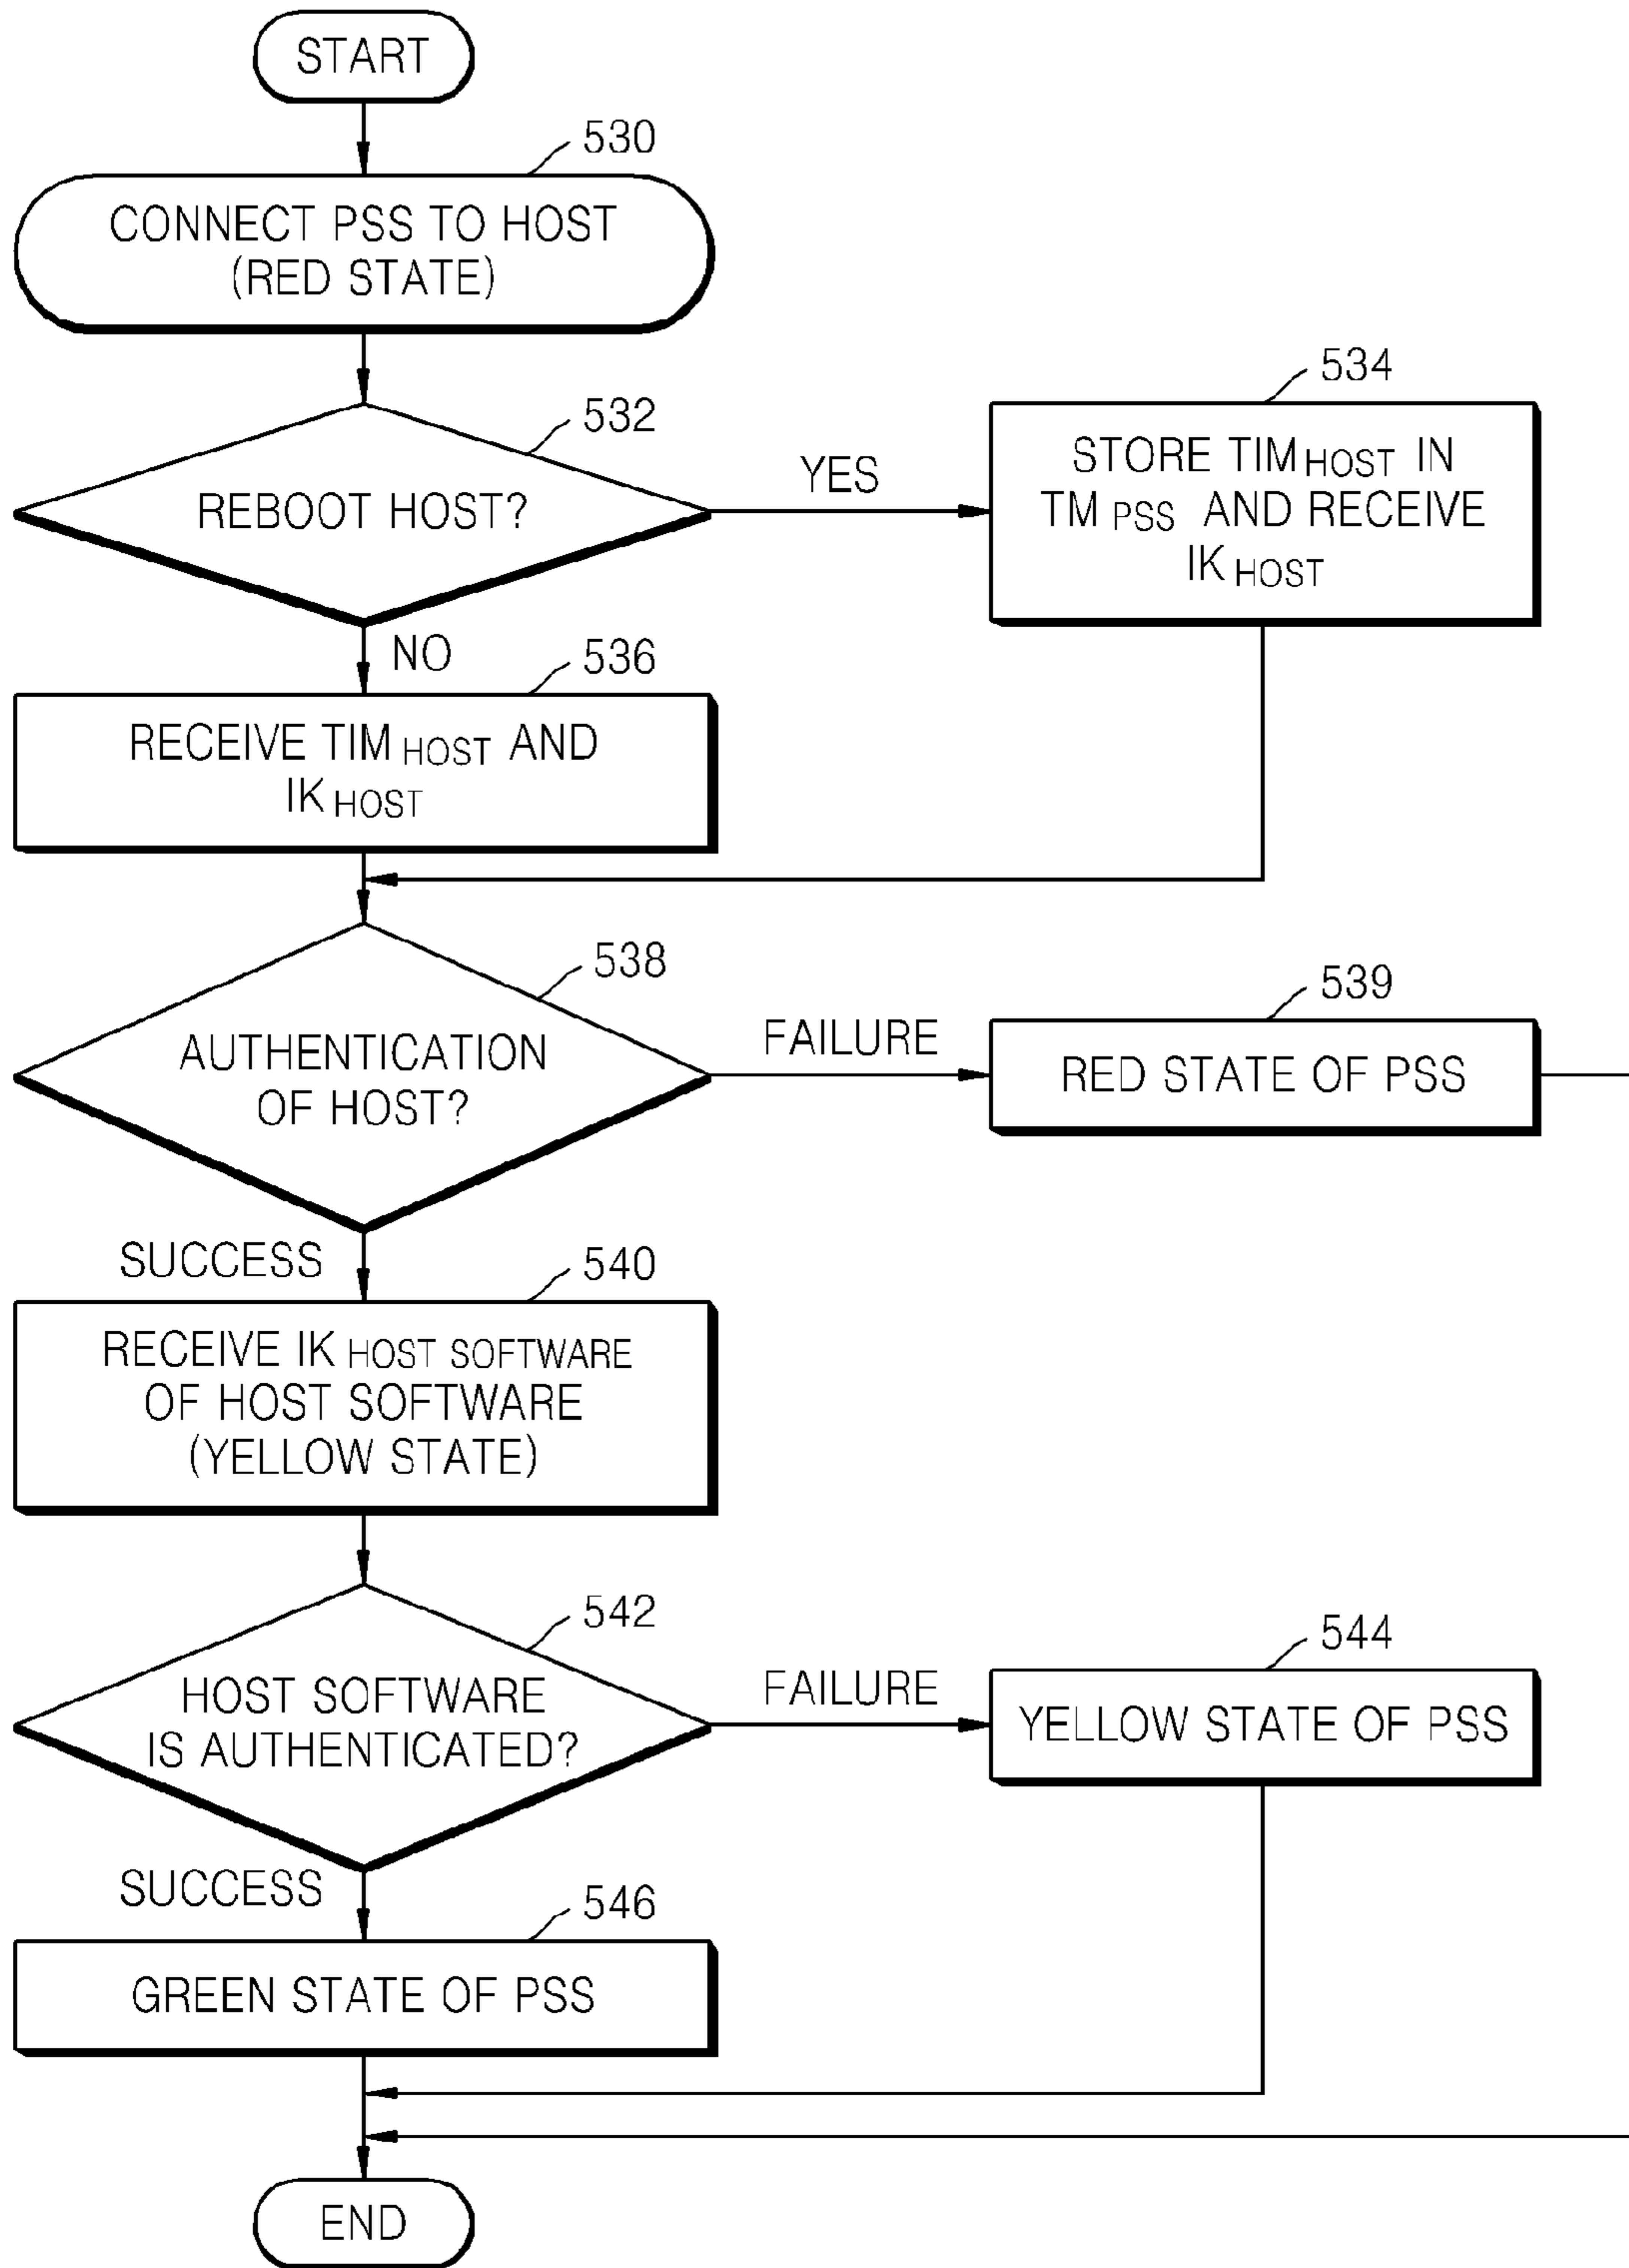 START
530
CONNECT PSS TO HOST
(RED STATE)
532
REBOOT HOST?
YES
534
STORE TIM HOST IN
TM PSS AND RECEIVE
IK HOST
NO
536
RECEIVE TIM HOST AND
IK HOST
538
AUTHENTICATION
OF HOST?
FAILURE
539
RED STATE OF PSS
SUCCESS
540
RECEIVE IK HOST SOFTWARE
OF HOST SOFTWARE
(YELLOW STATE)
542
HOST SOFTWARE
IS AUTHENTICATED?
FAILURE
544
YELLOW STATE OF PSS
SUCCESS
546
GREEN STATE OF PSS
END